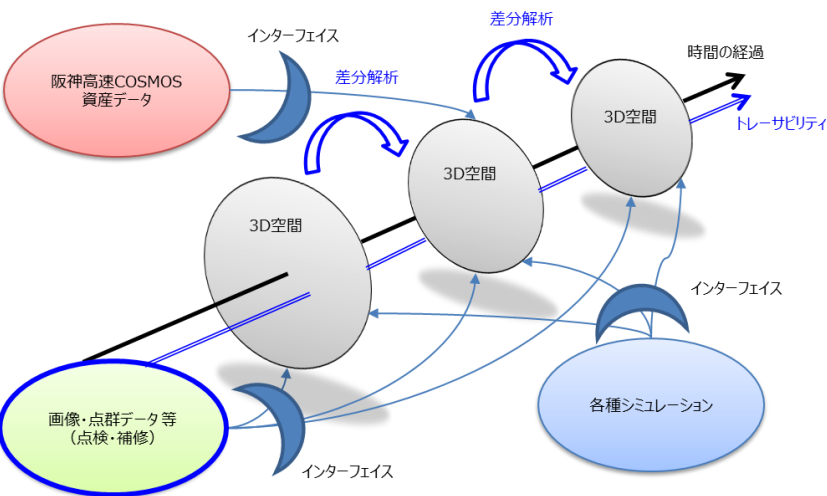 差分解析
インターフェイス
時間の経過
阪神高速COSMOS
資産データ
差分解析
トレーサビリティ
3D空間
3D空間
3D空間
インターフェイス
画像・点群データ等
（点検・補修）
各種シミュレーション
インターフェイス